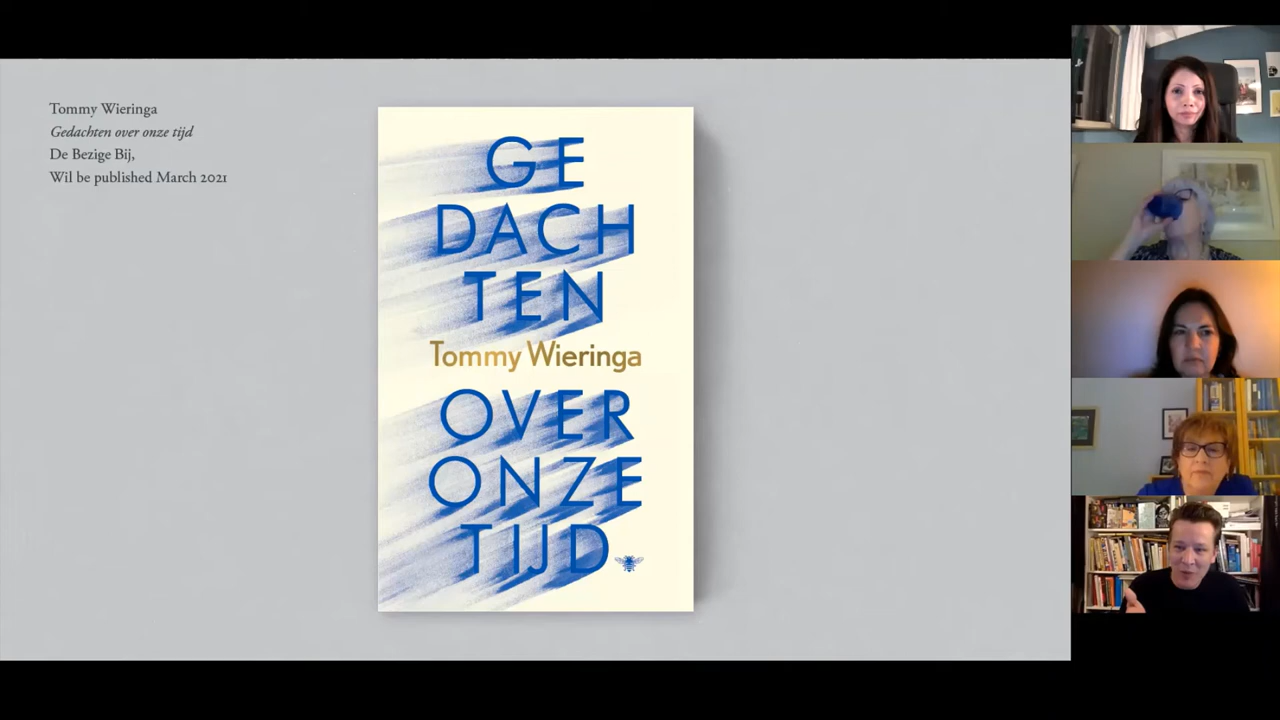 Tommy Wieringa
Gedachten over onze tijd
De Bezige Bij,
Wil be published March 2021
GE
DACH
TEN
Tommy Wieringa
OVER
ONZE
TIJD